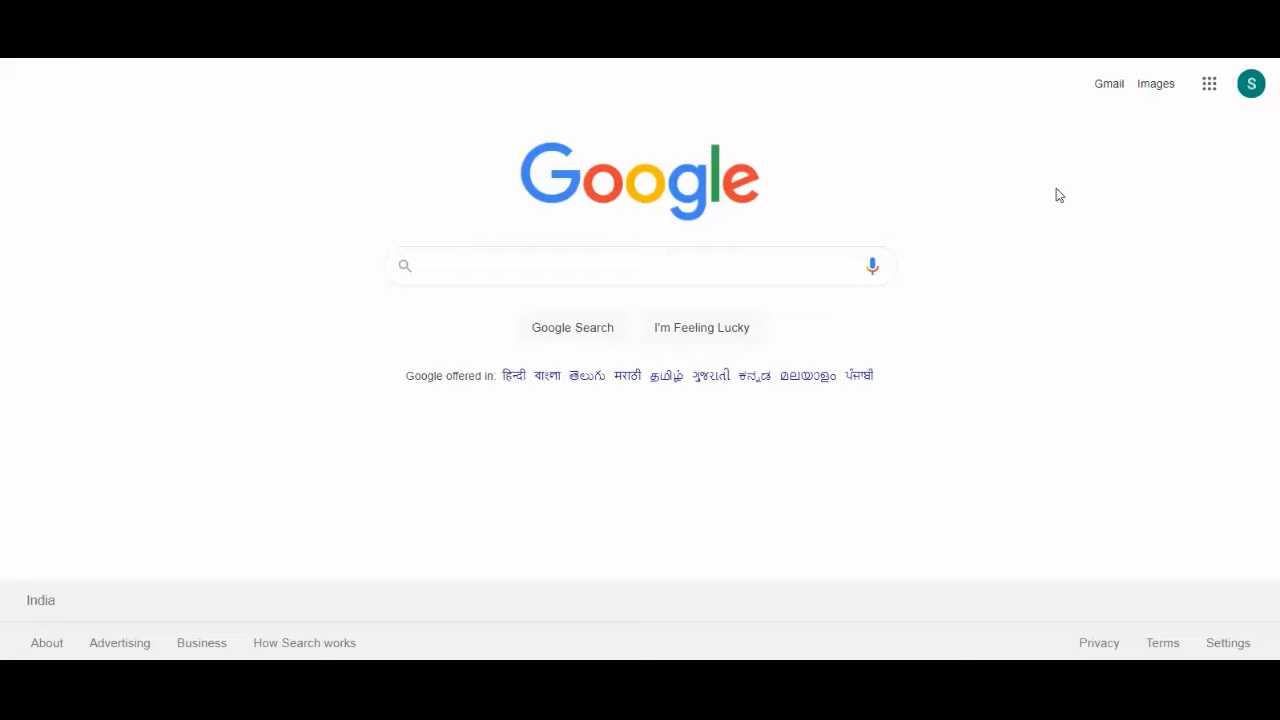 Gmail Images S
Google
Google Search I'm Feeling Lucky
Google offered in: हिन्दी বাংলা తెలుగు मराठी தமிழ் ગુજરાતી ಕನ್ನಡ മലയാളം ਪੰਜਾਬੀ
India
About Advertising Business How Search works Privacy Terms Settings